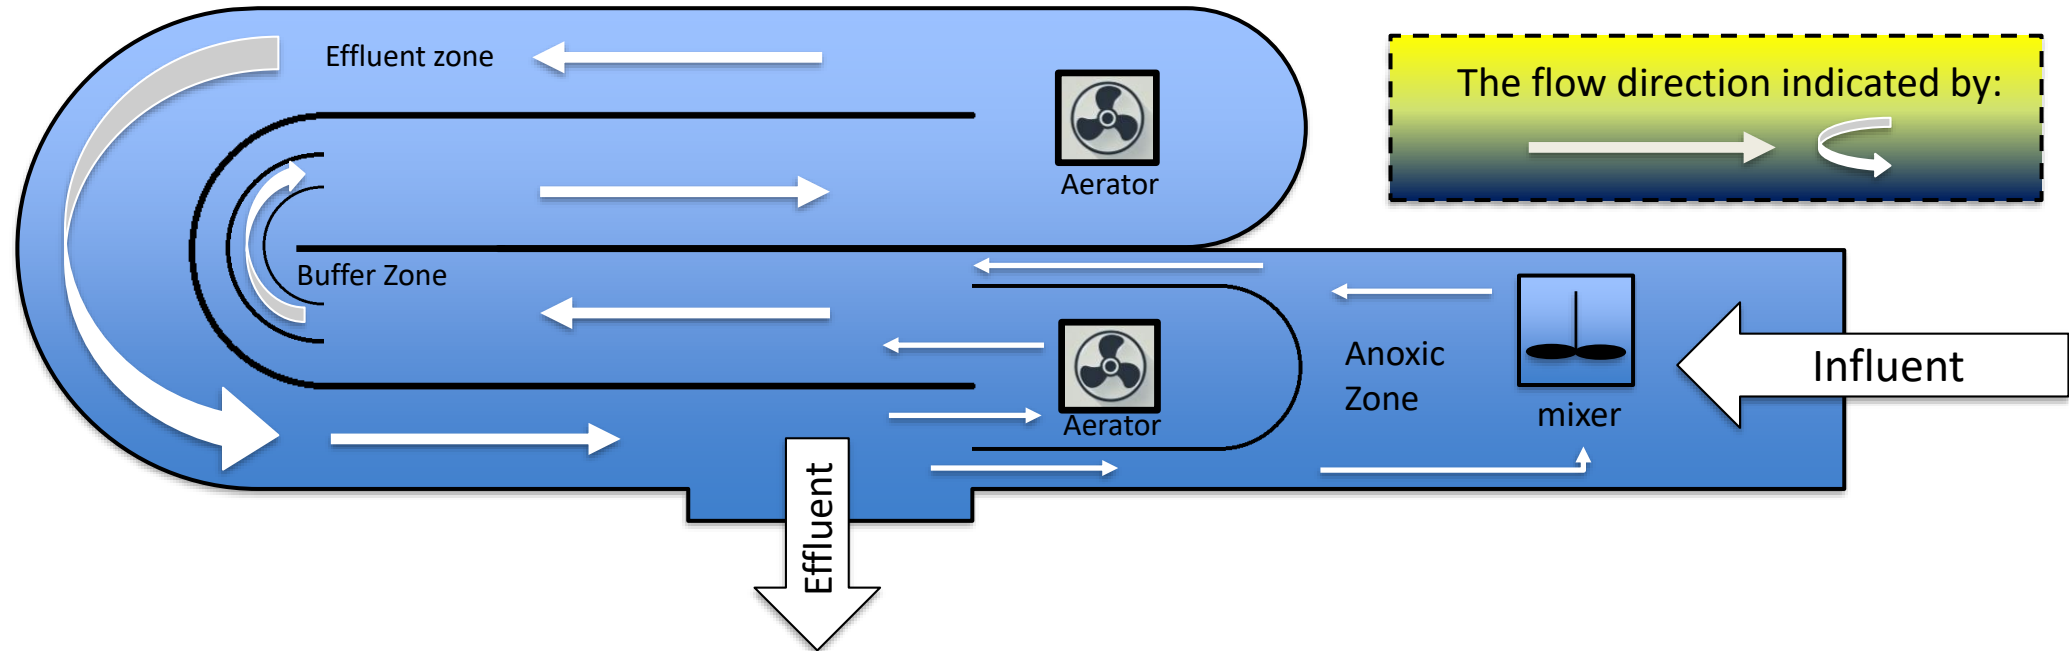 Effluent zone
The flow direction indicated by:
Aerator
Buffer Zone
Anoxic
Zone
Influent
mixer
Aerator
Effluent